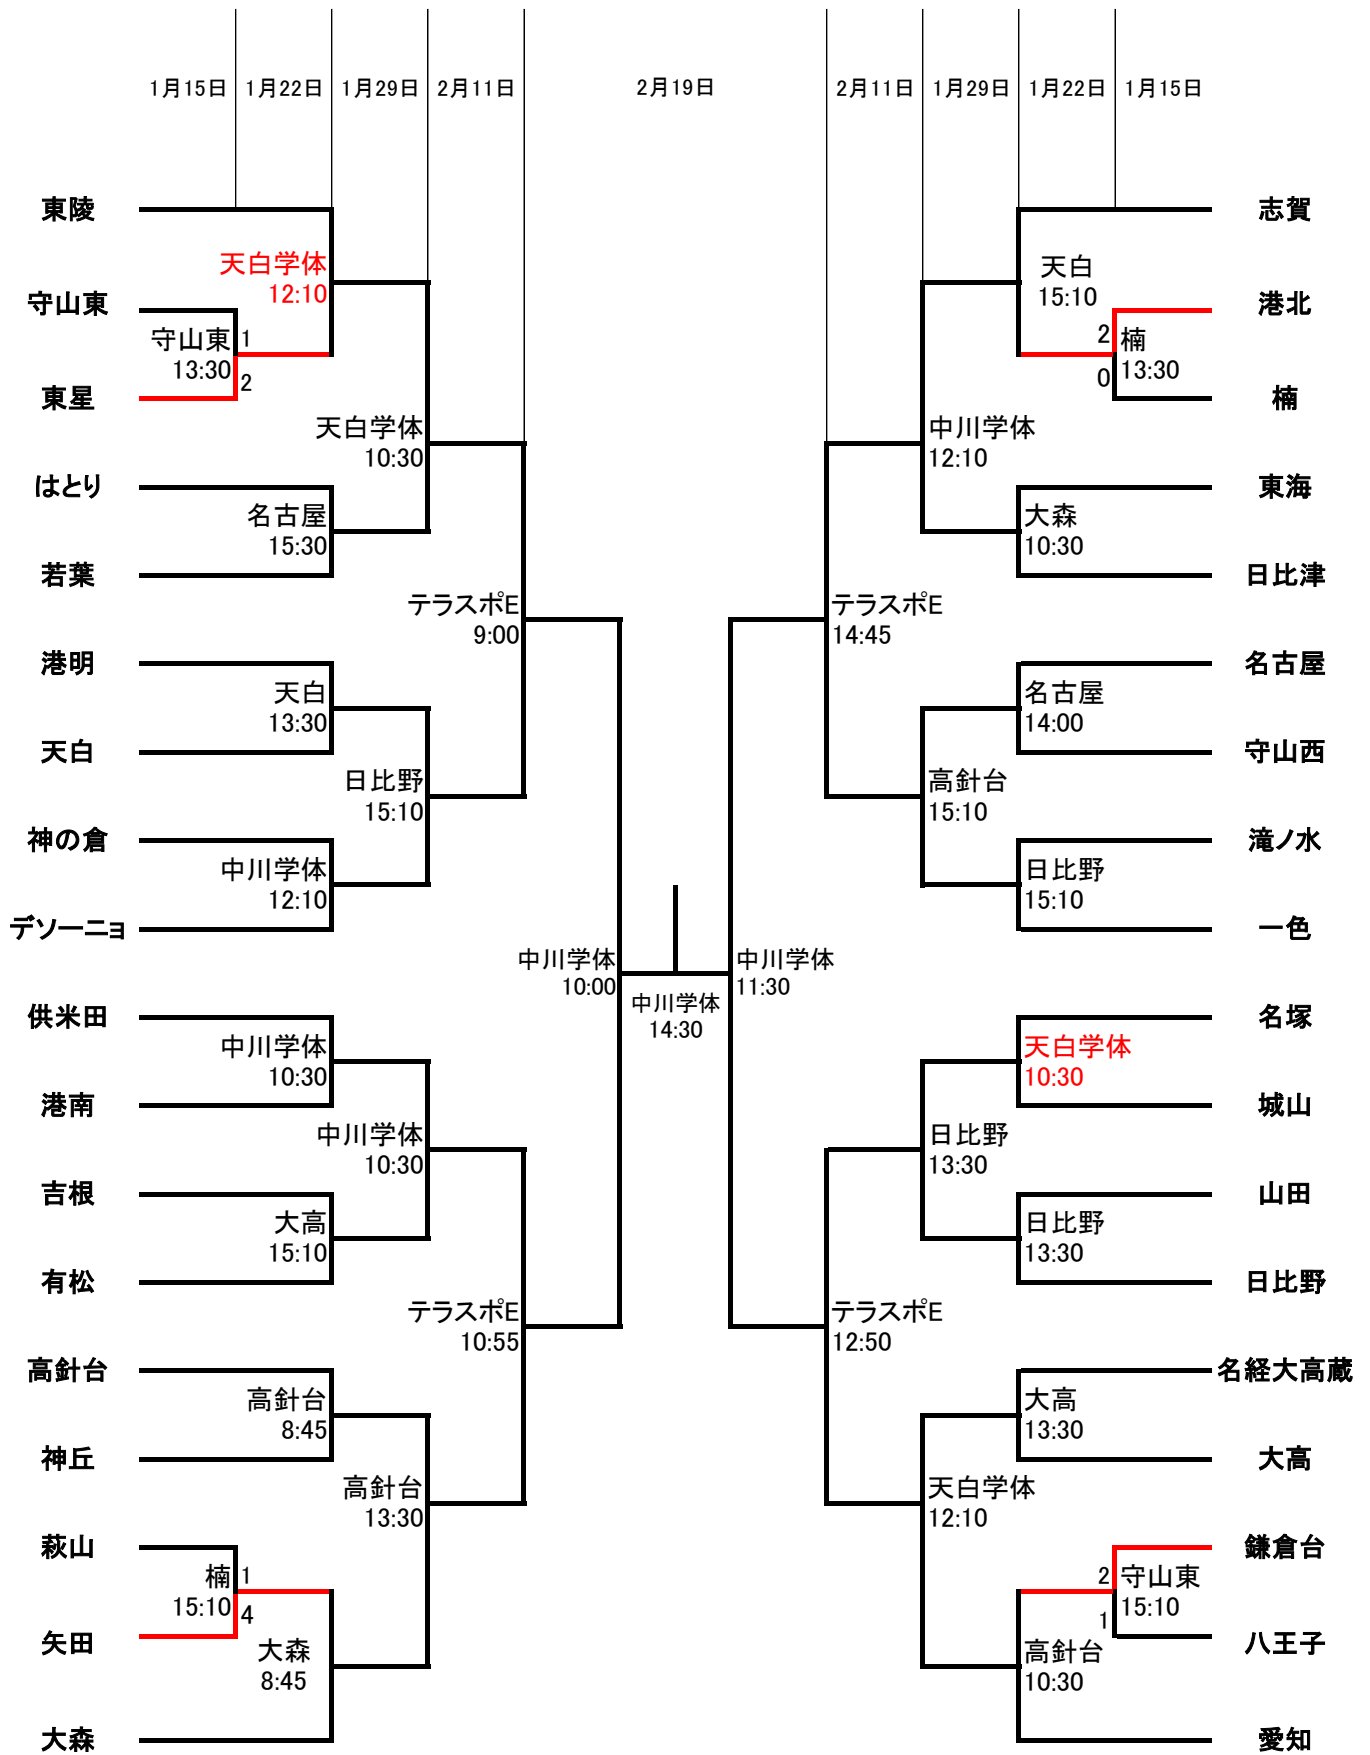 1月15日 1月22日 1月29日 2月11日 2月19日 2月11日 1月29日 1月22日 1月15日
東陵
天白学体
12:10
守山東
守山東
13:30
1
2
東星
天白学体
10:30
はとり
名古屋
15:30
若葉
テラスポE
9:00
港明
天白
13:30
天白
日比野
15:10
神の倉
中川学体
12:10
デソーニョ
中川学体
10:00
供米田
中川学体
10:30
港南
中川学体
10:30
吉根
大高
15:10
有松
テラスポE
10:55
高針台
高針台
8:45
神丘
高針台
13:30
萩山
楠
15:10
1
4
矢田
大森
8:45
大森
中川学体
14:30
志賀
天白
15:10
港北
2
0
楠
13:30
楠
中川学体
12:10
東海
大森
10:30
日比津
テラスポE
14:45
名古屋
名古屋
14:00
守山西
高針台
15:10
滝ノ水
日比野
15:10
一色
中川学体
11:30
名塚
天白学体
10:30
城山
日比野
13:30
山田
日比野
13:30
日比野
テラスポE
12:50
名経大高蔵
大高
13:30
大高
天白学体
12:10
鎌倉台
2
1
守山東
15:10
八王子
高針台
10:30
愛知